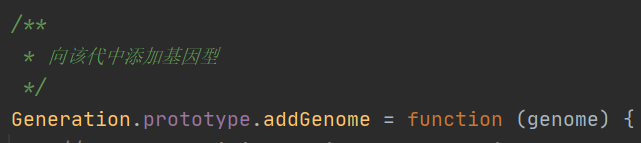 /**
* 向该代中添加基因型
*/
Generation.prototype.addGenome = function (genome) {